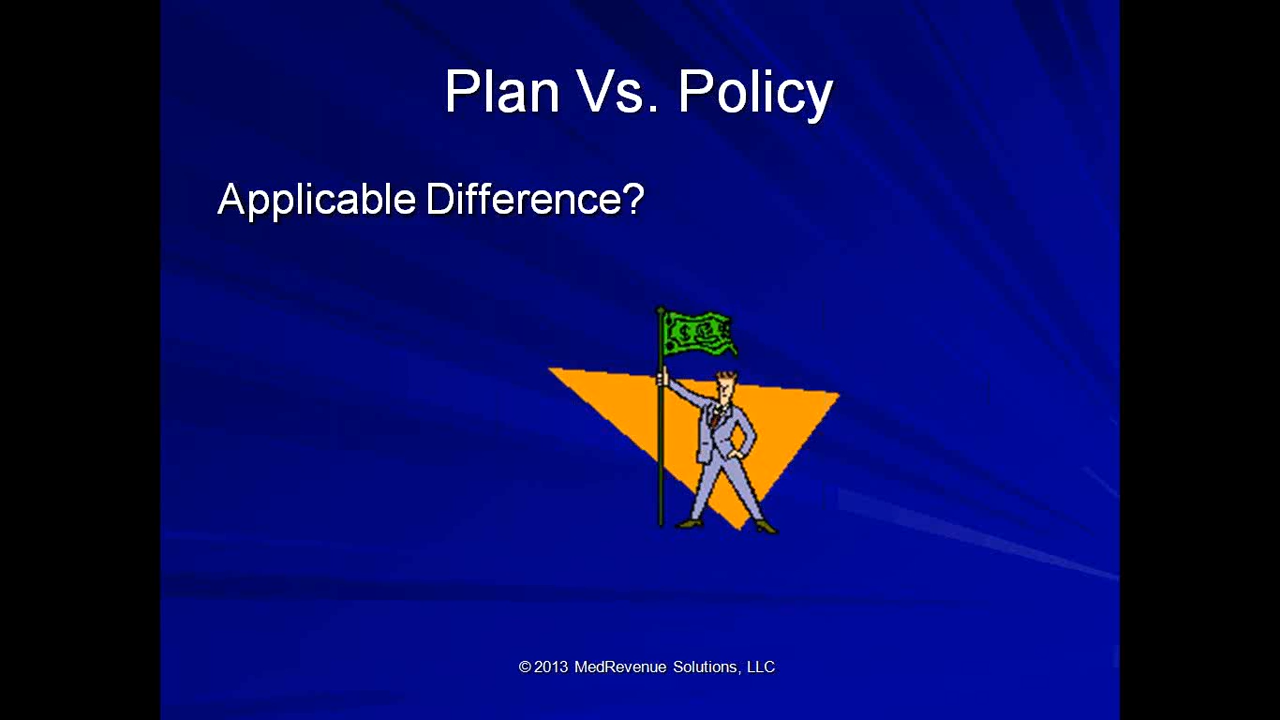 Plan Vs. Policy
Applicable Difference?
© 2013 MedRevenue Solutions, LLC